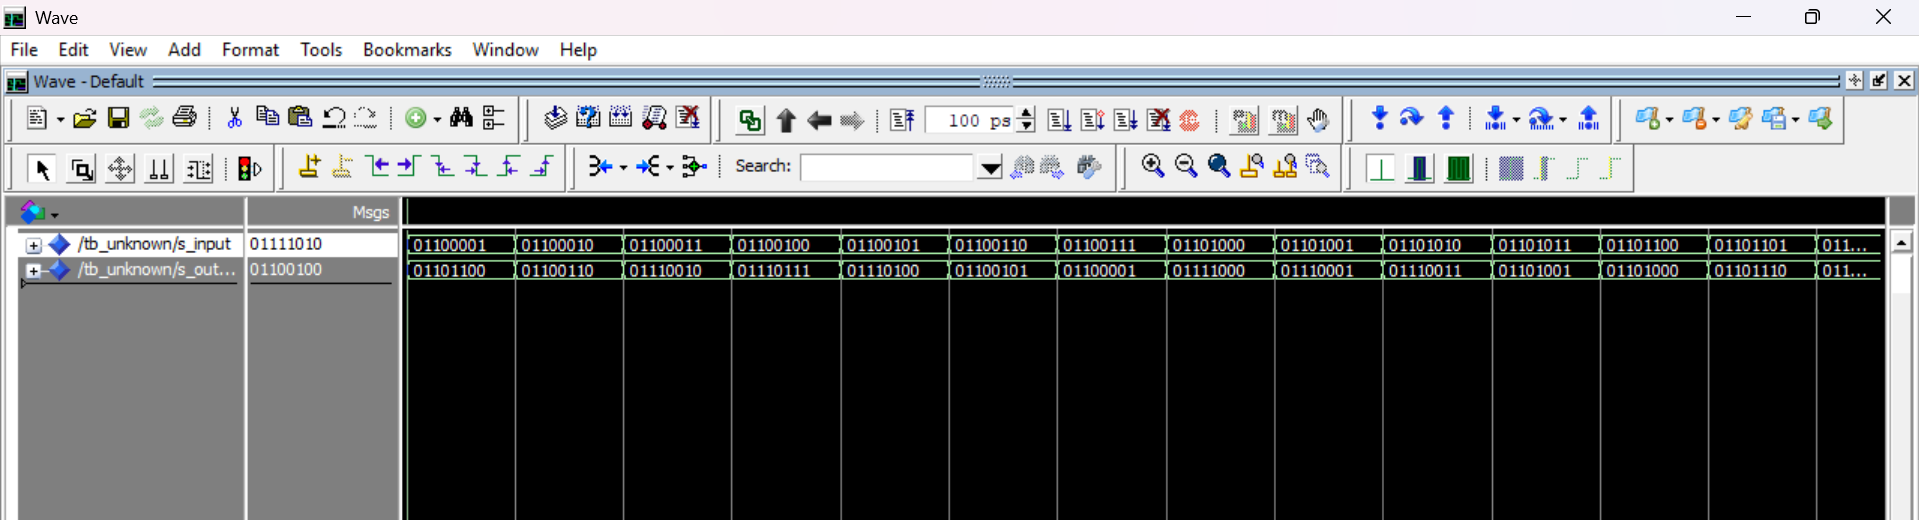 Wave
File Edit View Add Format Tools Bookmarks Window Help
Wave - Default
100 ps
Search:
Msgs
/tb_unknown/s_input 01111010 01100001 01100010 01100011 01100100 01100101 01100110 01100111 01101000 01101001 01101010 01101011 01101100 01101101 011...
/tb_unknown/s_out... 01100100 01101100 01100110 01110010 01110111 01110100 01100101 01100001 01111000 01110001 01110011 01101001 01101000 01101110 011...